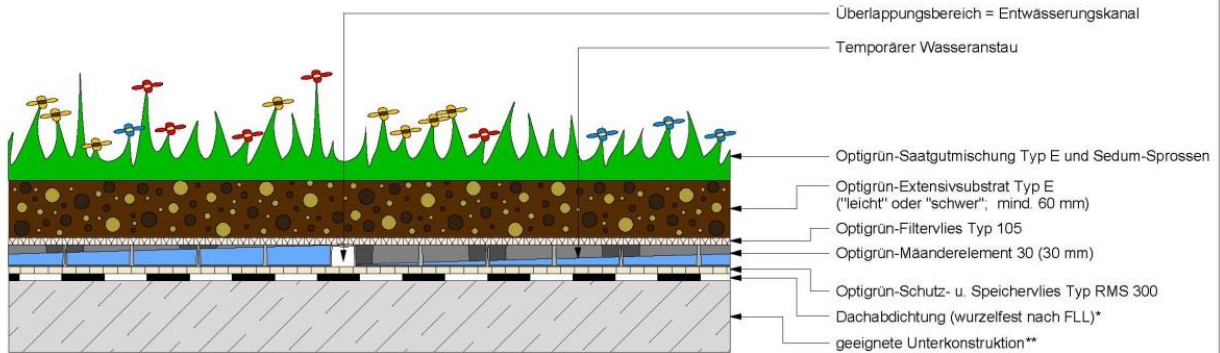 Überlappungsbereich = Entwässerungskanal
Temporärer Wasseranstau
Optigrün-Saatgutmischung Typ E und Sedum-Sprossen
Optigrün-Extensivsubstrat Typ E
("leicht" oder "schwer"; mind. 60 mm)
Optigrün-Filtervlies Typ 105
Optigrün-Mäanderelement 30 (30 mm)
Optigrün-Schutz- u. Speichervlies Typ RMS 300
Dachabdichtung (wurzelfest nach FLL)*
geeignete Unterkonstruktion**